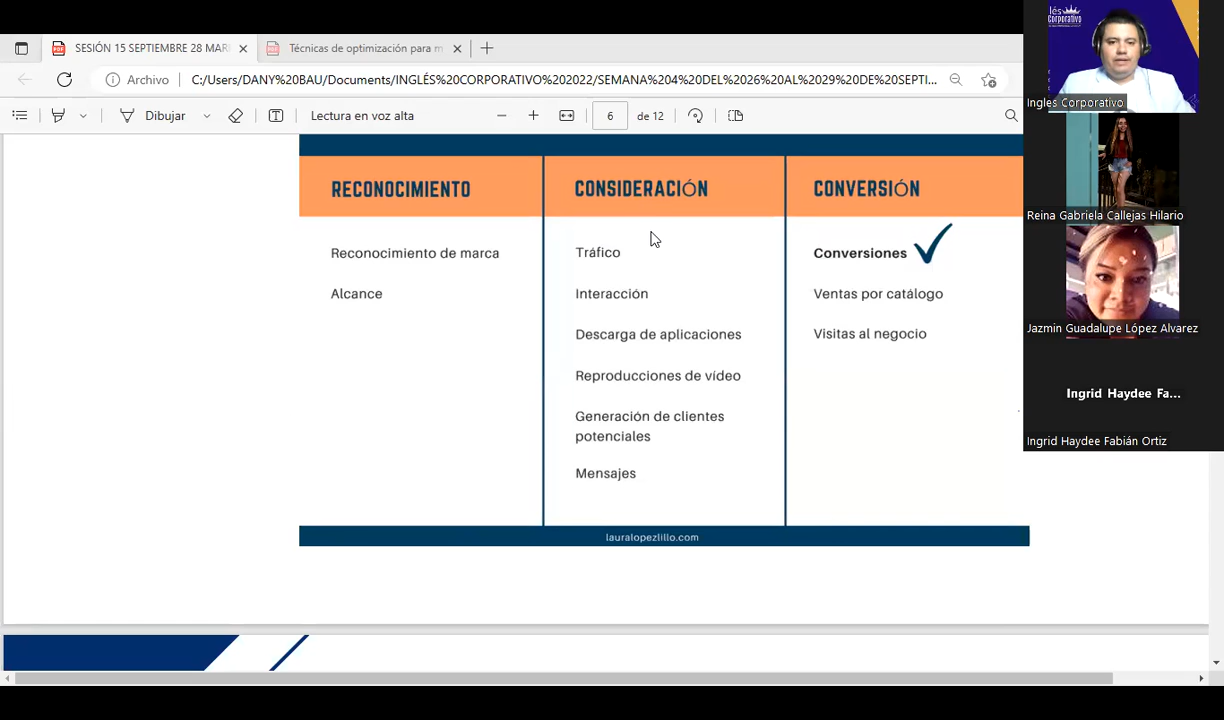 SESIÓN 15 SEPTIEMBRE 28 MAR
Técnicas de optimización para m
Archivo
C:/Users/DANY%20BAU/Documents/INGLÉS%20CORPORATIVO%202022/SEMANA%204%20DEL%2026%20AL%2029%20DE%20SEPTI...
Dibujar
Lectura en voz alta
6
de 12
RECONOCIMIENTO
CONSIDERACIÓN
CONVERSIÓN
Reconocimiento de marca
Alcance
Tráfico
Interacción
Descarga de aplicaciones
Reproducciones de vídeo
Generación de clientes
potenciales
Mensajes
Conversiones
Ventas por catálogo
Visitas al negocio
lauralopezlillo.com
lés
Corporativo
Ingles Corporativo
Reina Gabriela Callejas Hilario
Jazmin Guadalupe López Alvarez
Ingrid Haydee Fa...
Ingrid Haydee Fabián Ortiz